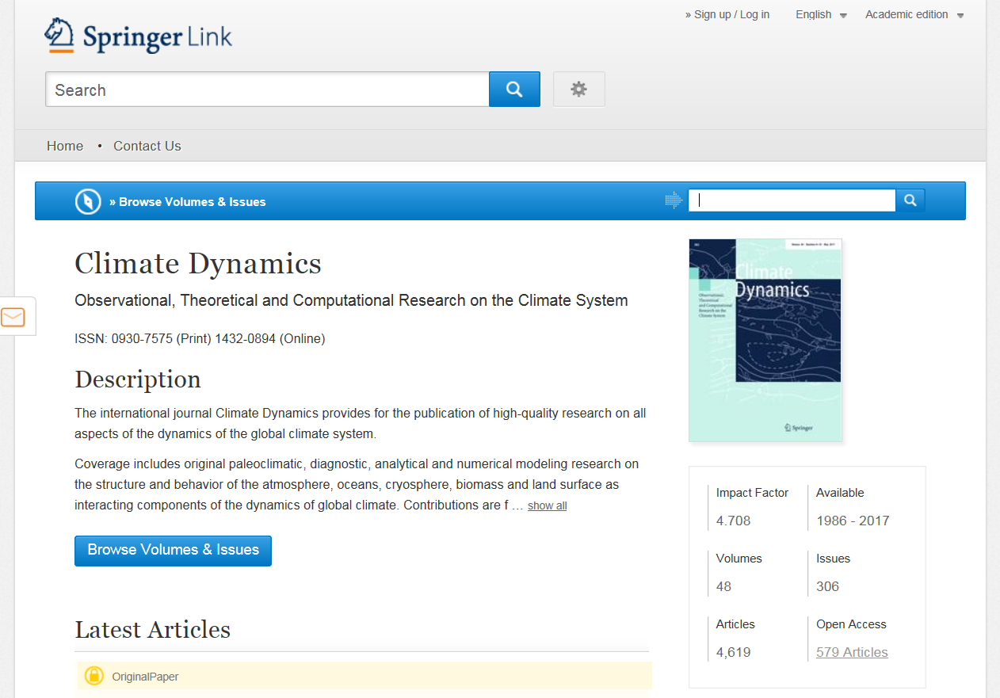 » Sign up / Log in English Academic edition
Springer Link
Search
Home • Contact Us
» Browse Volumes & Issues
Climate Dynamics
Observational, Theoretical and Computational Research on the Climate System
ISSN: 0930-7575 (Print) 1432-0894 (Online)
Description
The international journal Climate Dynamics provides for the publication of high-quality research on all
aspects of the dynamics of the global climate system.
Coverage includes original paleoclimatic, diagnostic, analytical and numerical modeling research on
the structure and behavior of the atmosphere, oceans, cryosphere, biomass and land surface as
interacting components of the dynamics of global climate. Contributions are f ... show all
Browse Volumes & Issues
Latest Articles
OriginalPaper
Climate
Dynamics
Observational,
Theoretical
and Computational
Research on the
Climate System
Springer
Impact Factor Available
4.708 1986 - 2017
Volumes Issues
48 306
Articles Open Access
4,619 579 Articles